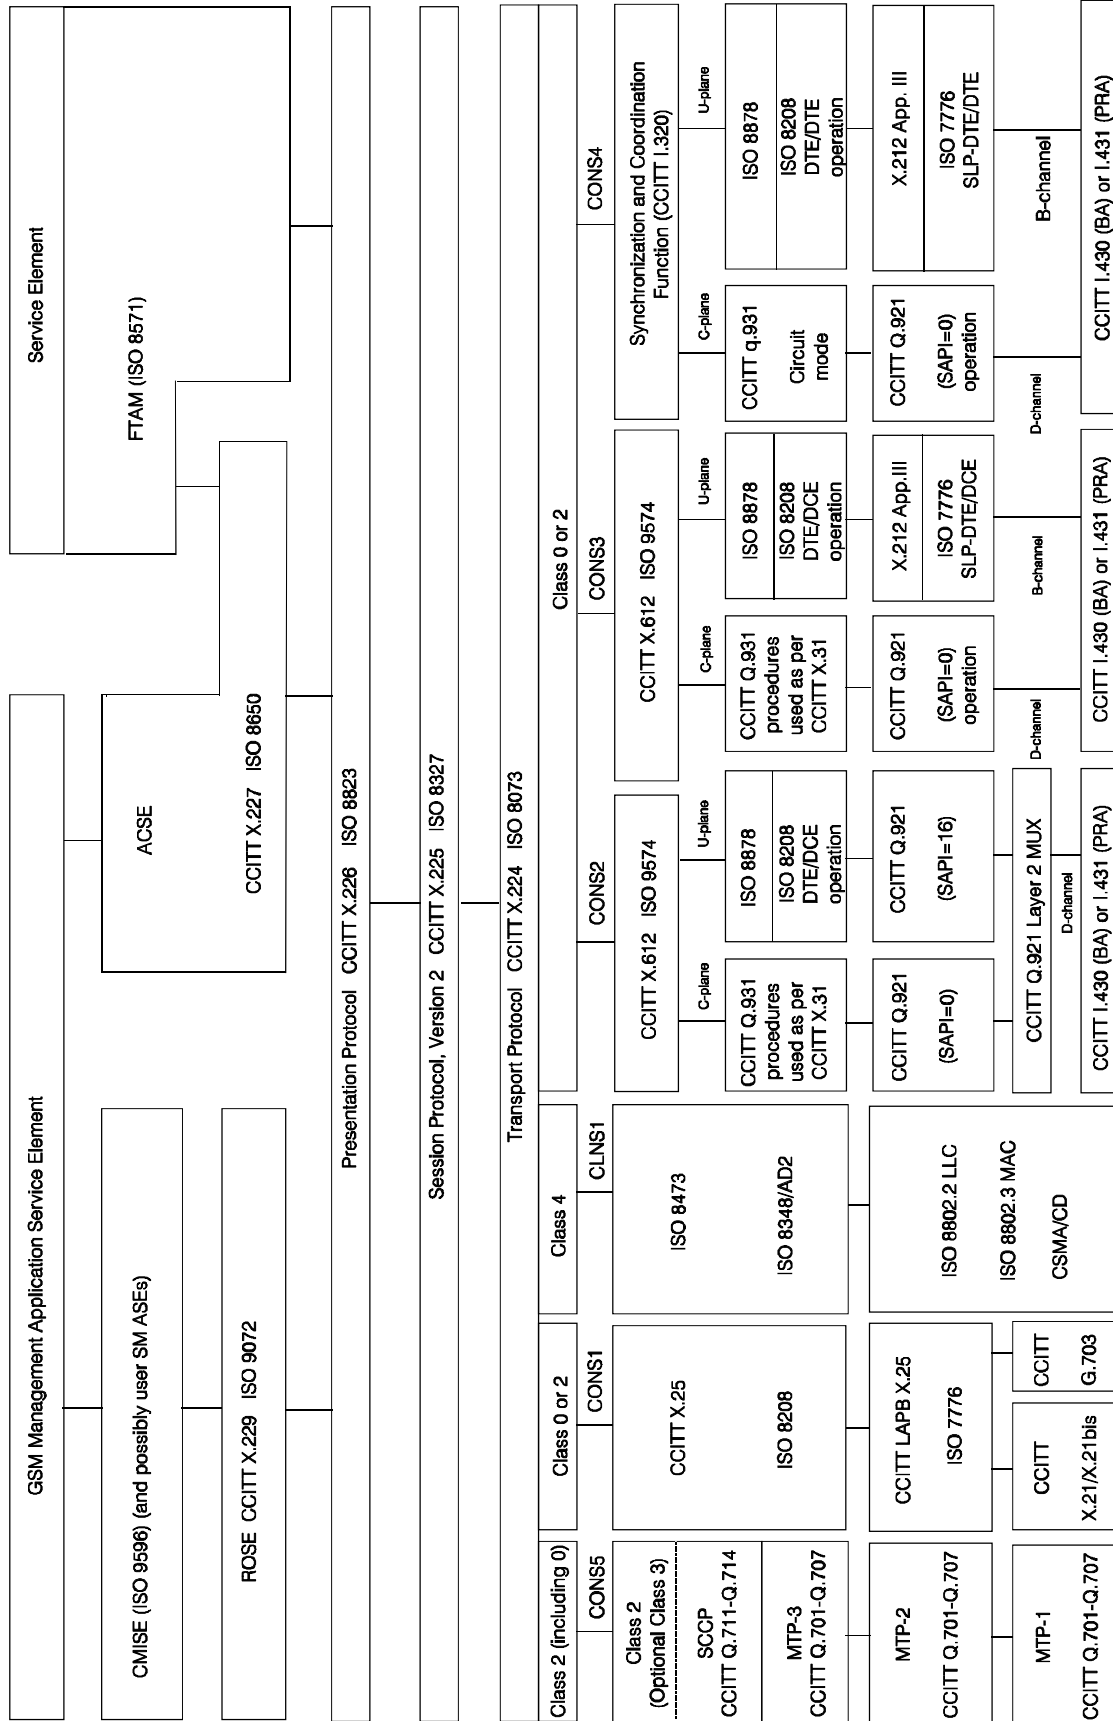 GSM Management Application Service Element
Service Element
CMISE (ISO 9596) (and possibly user SM ASEs)
ACSE
FTAM (ISO 8571)
ROSE CCITT X.229 ISO 9072
CCITT X.227 ISO 8650
Presentation Protocol CCITT X.226 ISO 8823
Session Protocol, Version 2 CCITT X.225 ISO 8327
Transport Protocol CCITT X.224 ISO 8073
Class 2 (including 0)
Class 0 or 2
Class 4
Class 0 or 2
CONS5
CONS1
CLNS1
CONS2
CONS3
CONS4
Class 2
(Optional Class 3)
SCCP
CCITT Q.711-Q.714
MTP-3
CCITT Q.701-Q.707
MTP-2
CCITT Q.701-Q.707
MTP-1
CCITT Q.701-Q.707
CCITT X.25
ISO 8208
CCITT LAPB X.25
ISO 7776
CCITT
X.21/X.21bis
CCITT
G.703
ISO 8473
ISO 8348/AD2
ISO 8802.2 LLC
ISO 8802.3 MAC
CSMA/CD
CCITT X.612 ISO 9574
C-plane
U-plane
CCITT Q.931
procedures
used as per
CCITT X.31
ISO 8878
ISO 8208
DTE/DCE
operation
CCITT Q.921
(SAPI=0)
CCITT Q.921
(SAPI=16)
CCITT Q.921 Layer 2 MUX
D-channel
CCITT I.430 (BA) or I.431 (PRA)
CCITT X.612 ISO 9574
C-plane
U-plane
CCITT Q.931
procedures
used as per
CCITT X.31
ISO 8878
ISO 8208
DTE/DCE
operation
CCITT Q.921
(SAPI=0)
operation
X.212 App.III
ISO 7776
SLP-DTE/DCE
D-channel
B-channel
CCITT I.430 (BA) or I.431 (PRA)
Synchronization and Coordination
Function (CCITT I.320)
C-plane
U-plane
CCITT q.931
Circuit
mode
ISO 8878
ISO 8208
DTE/DTE
operation
CCITT Q.921
(SAPI=0)
operation
X.212 App. III
ISO 7776
SLP-DTE/DTE
D-channel
B-channel
CCITT I.430 (BA) or I.431 (PRA)